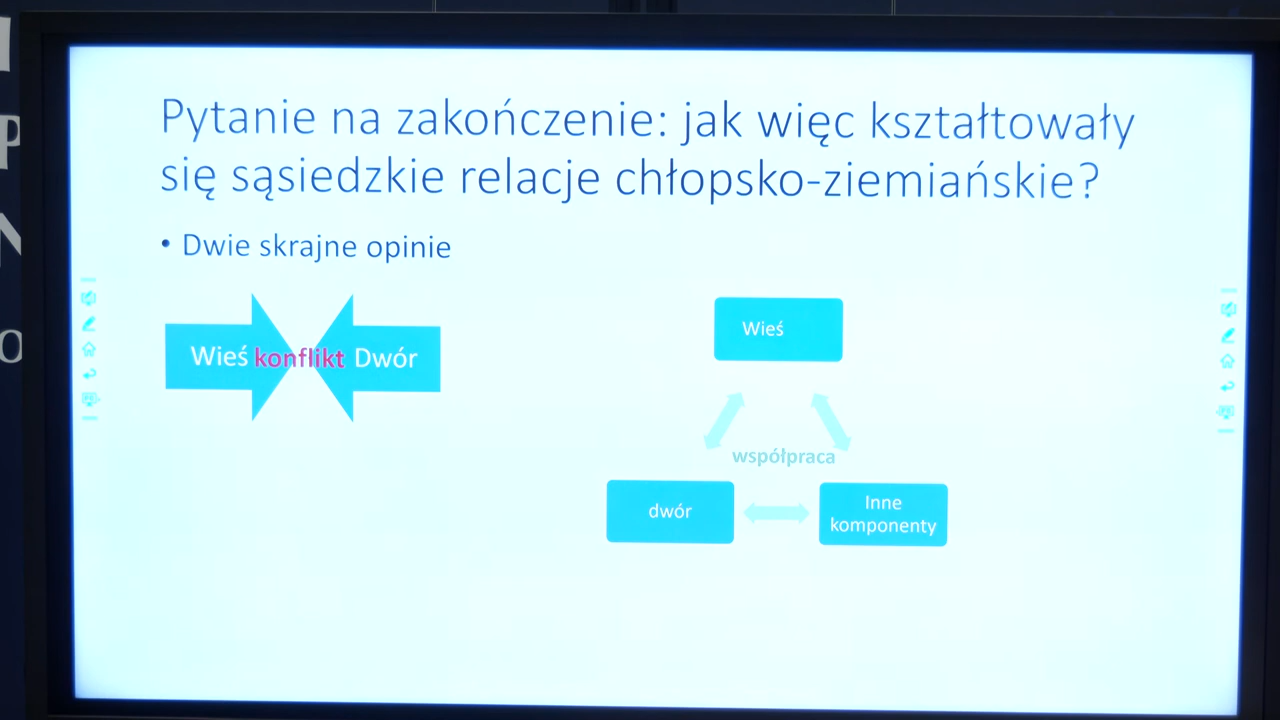 Pytanie na zakończenie: jak więc kształtowały
się sąsiedzkie relacje chłopsko-ziemiańskie?
• Dwie skrajne opinie
Wieś konflikt Dwór
Wieś
współpraca
dwór
Inne
komponenty
P
N